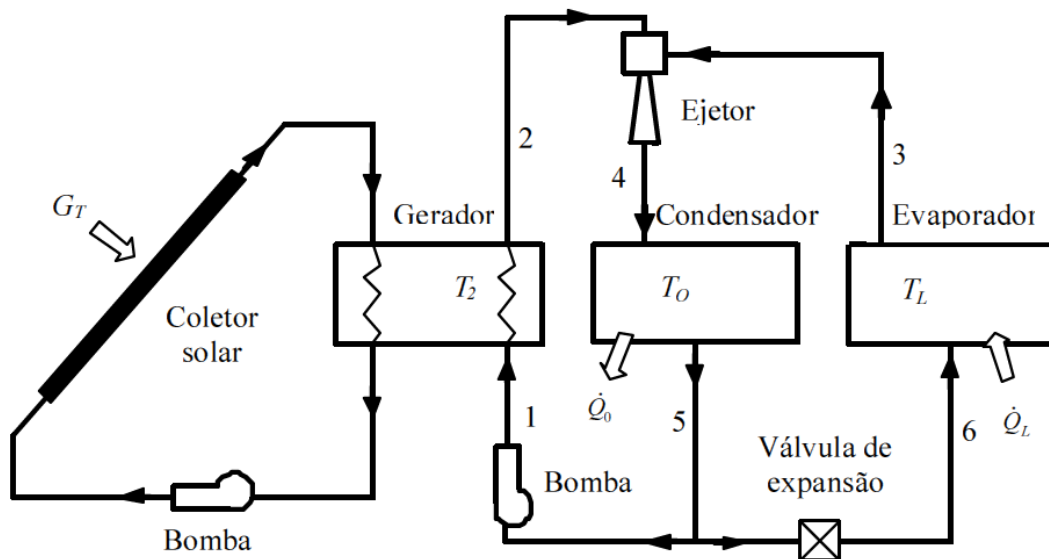 Ejetor
2
3
4
G_T
Gerador
Condensador
Evaporador
T_2
T_O
T_L
Coletor
solar
Q̇_0
Q̇_L
1
5
6
Válvula de
expansão
Bomba
Bomba